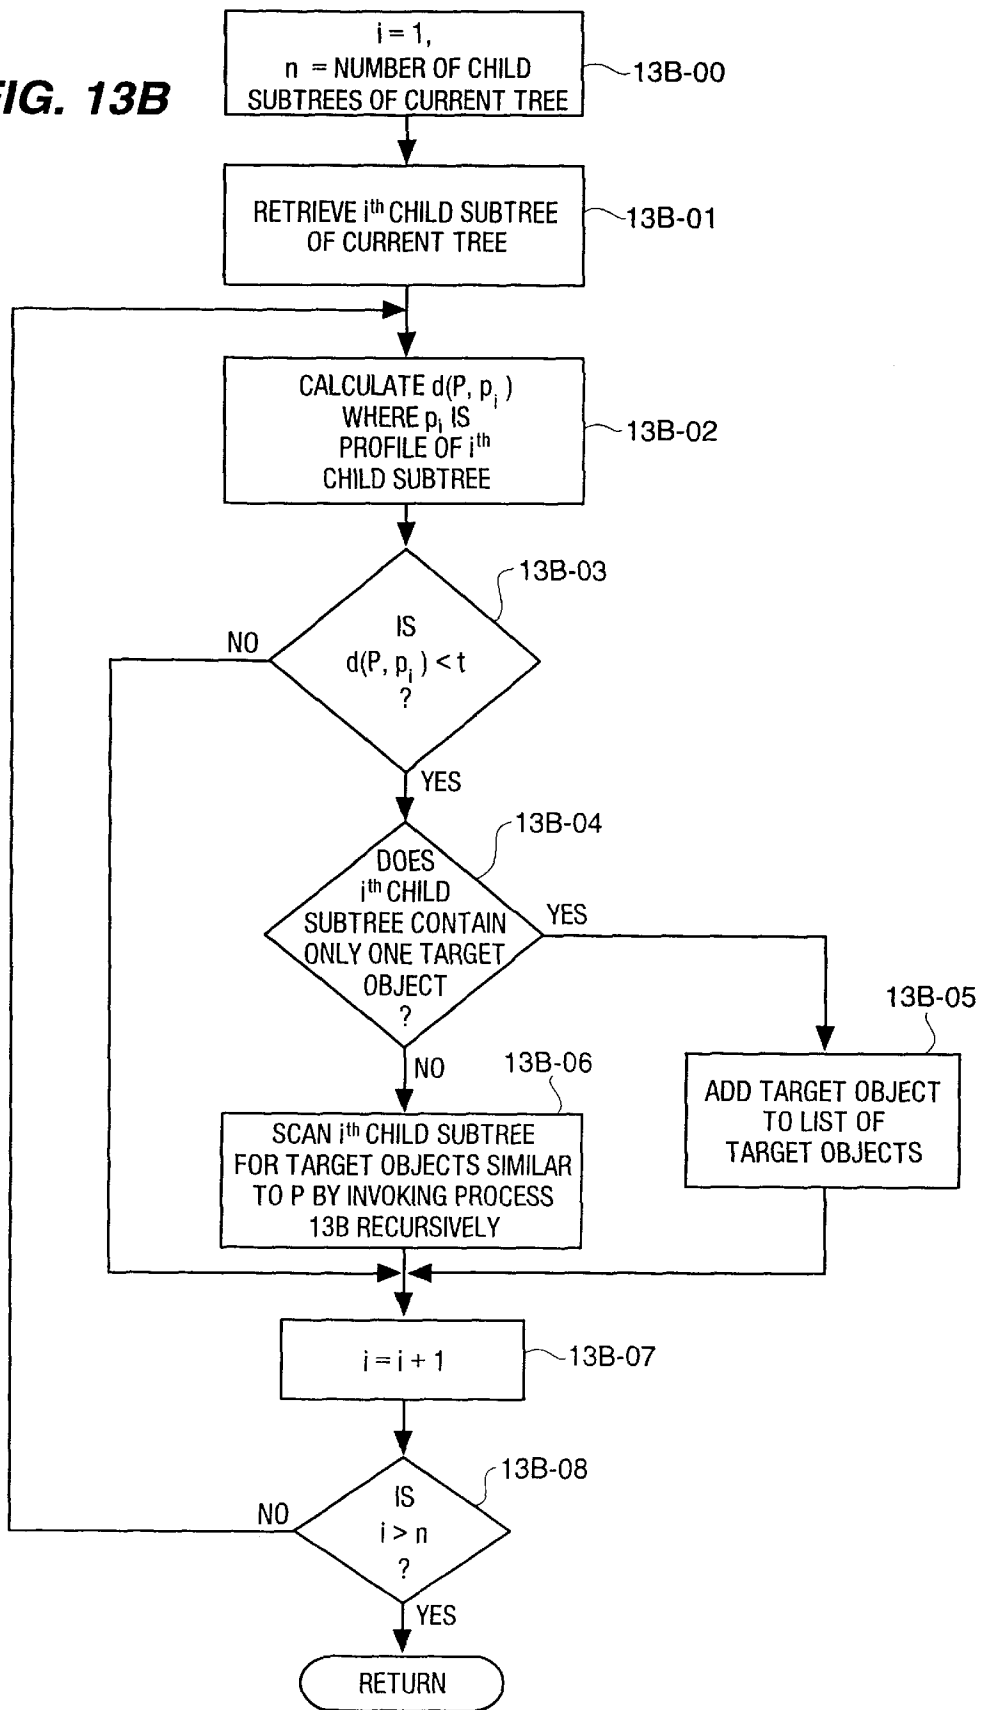 FIG. 13B
i = 1,
n = NUMBER OF CHILD
SUBTREES OF CURRENT TREE
13B-00
RETRIEVE ith CHILD SUBTREE
OF CURRENT TREE
13B-01
CALCULATE d(P, pi)
WHERE pi IS
PROFILE OF ith
CHILD SUBTREE
13B-02
13B-03
IS
d(P, pi) < t
?
NO
YES
13B-04
DOES
ith CHILD
SUBTREE CONTAIN
ONLY ONE TARGET
OBJECT
?
YES
NO
13B-05
ADD TARGET OBJECT
TO LIST OF
TARGET OBJECTS
13B-06
SCAN ith CHILD SUBTREE
FOR TARGET OBJECTS SIMILAR
TO P BY INVOKING PROCESS
13B RECURSIVELY
i = i + 1
13B-07
13B-08
IS
i > n
?
NO
YES
RETURN